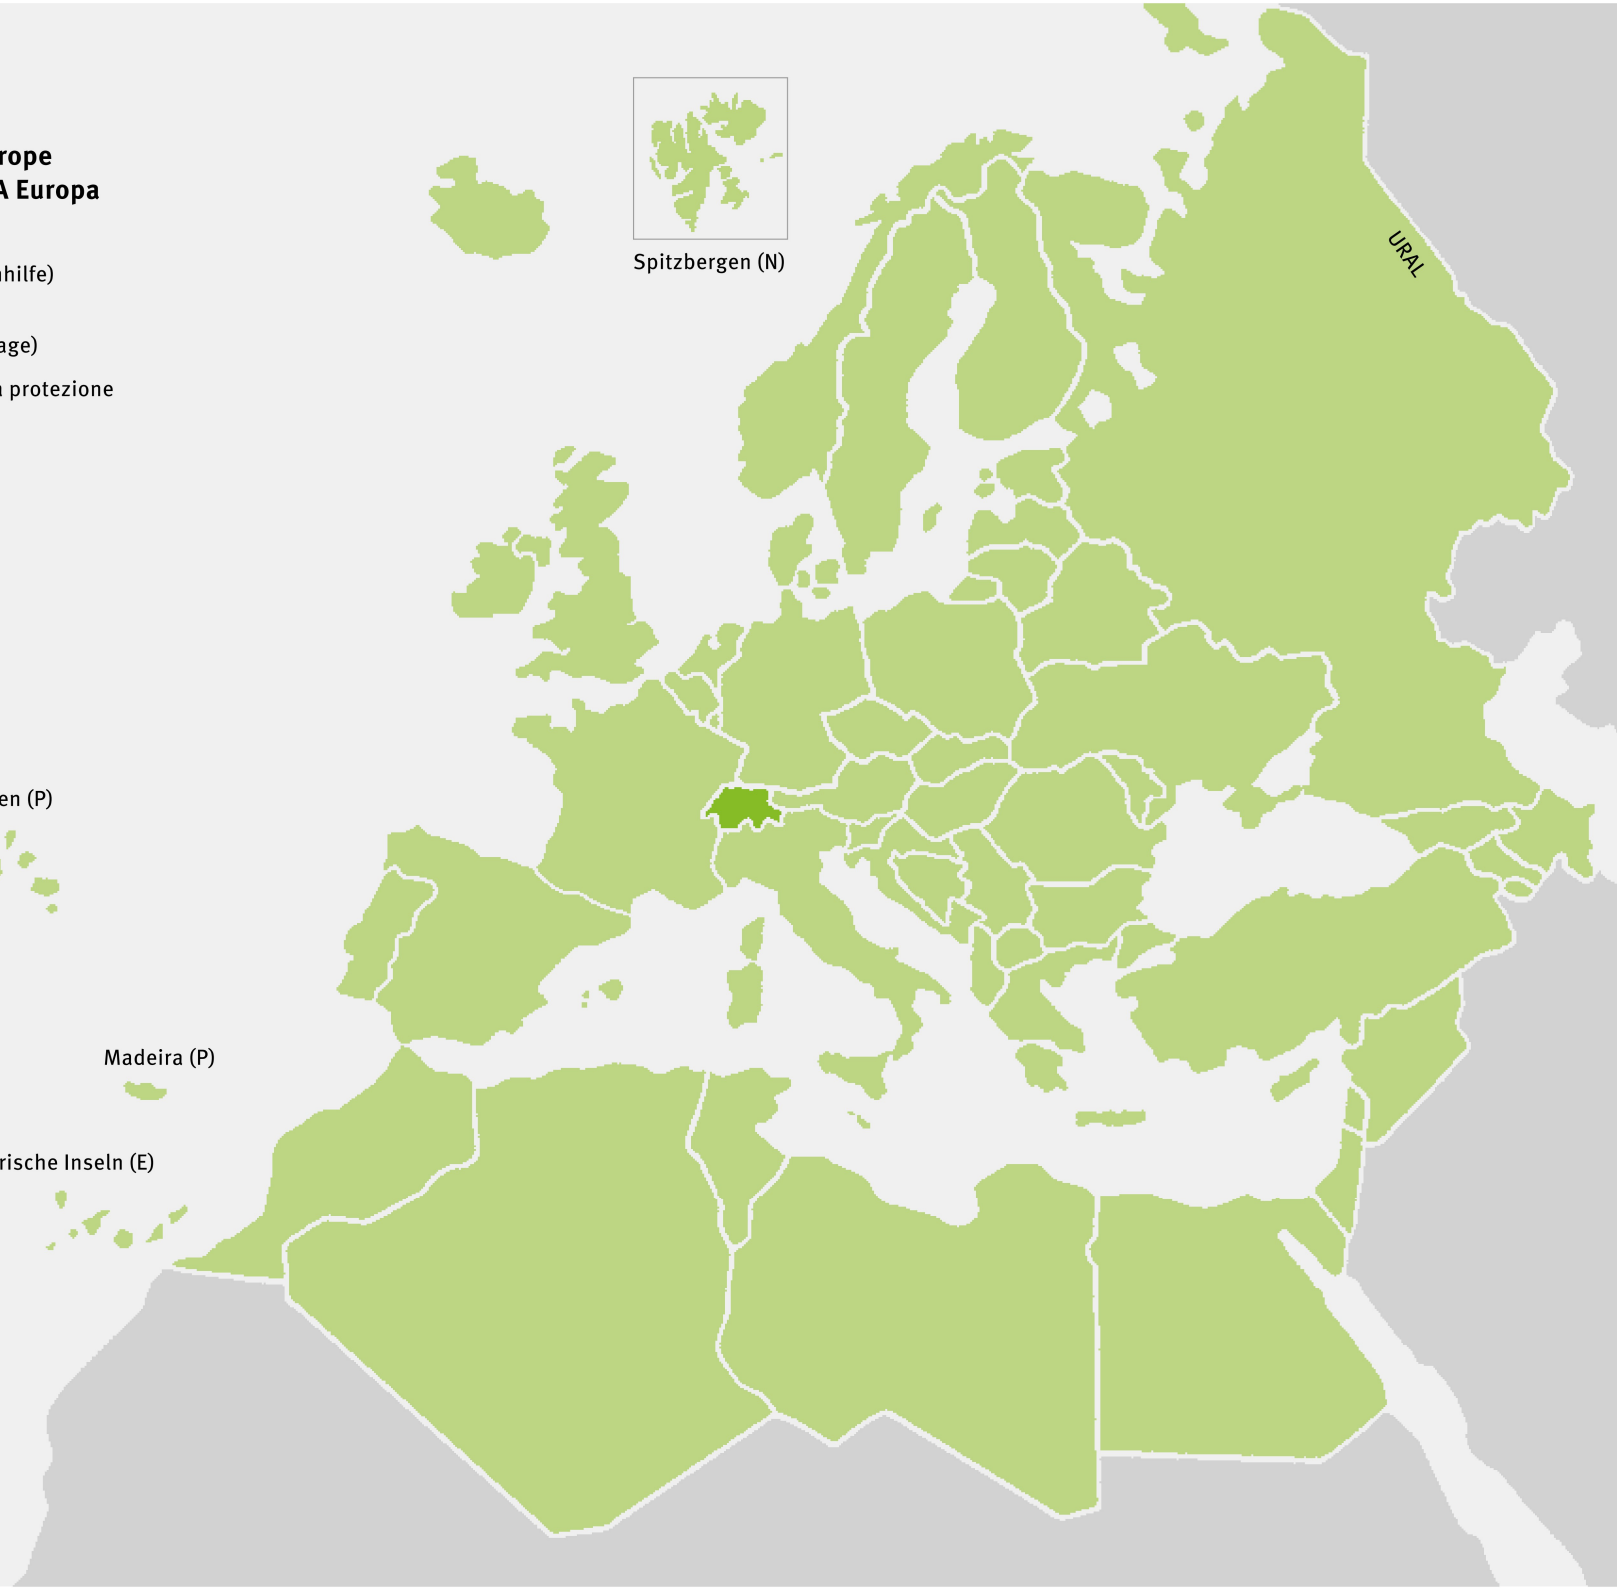 rope
A Europa
hilfe)
age)
a protezione
Spitzbergen (N)
URAL
en (P)
Madeira (P)
rische Inseln (E)